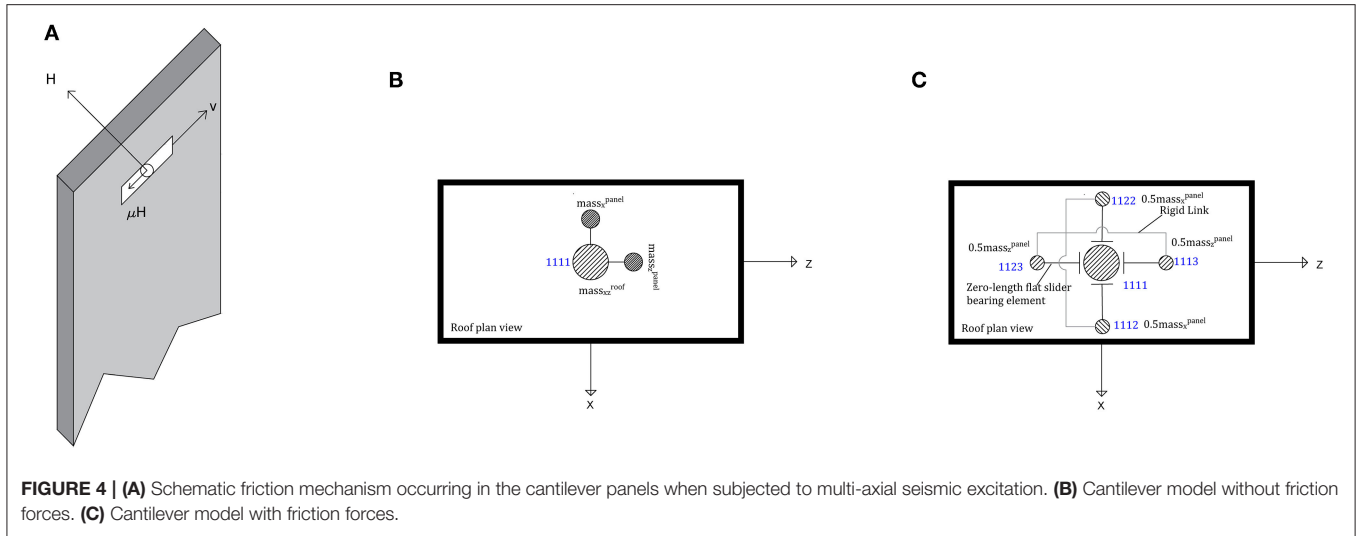 A
H
v
μH
B
mass_x^panel
1111
mass_z^panel
mass_xz^roof
Roof plan view
Z
X
C
1122 0.5mass_x^panel
Rigid Link
0.5mass_z^panel
0.5mass_z^panel
1123
1113
Zero-length flat slider
bearing element
1111
Roof plan view
1112 0.5mass_x^panel
Z
X
FIGURE 4 | (A) Schematic friction mechanism occurring in the cantilever panels when subjected to multi-axial seismic excitation. (B) Cantilever model without friction
forces. (C) Cantilever model with friction forces.